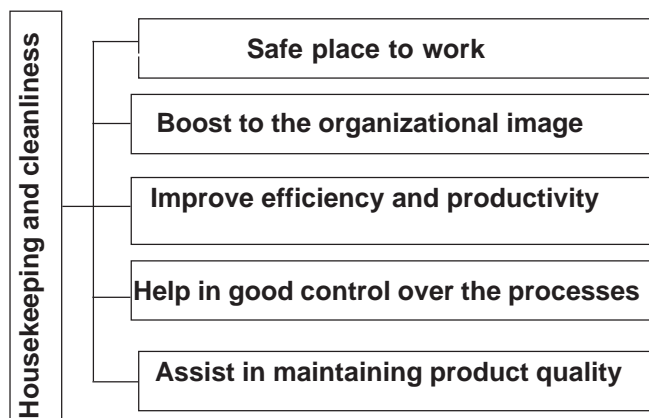 Housekeeping and cleanliness
Safe place to work
Boost to the organizational image
Improve efficiency and productivity
Help in good control over the processes
Assist in maintaining product quality